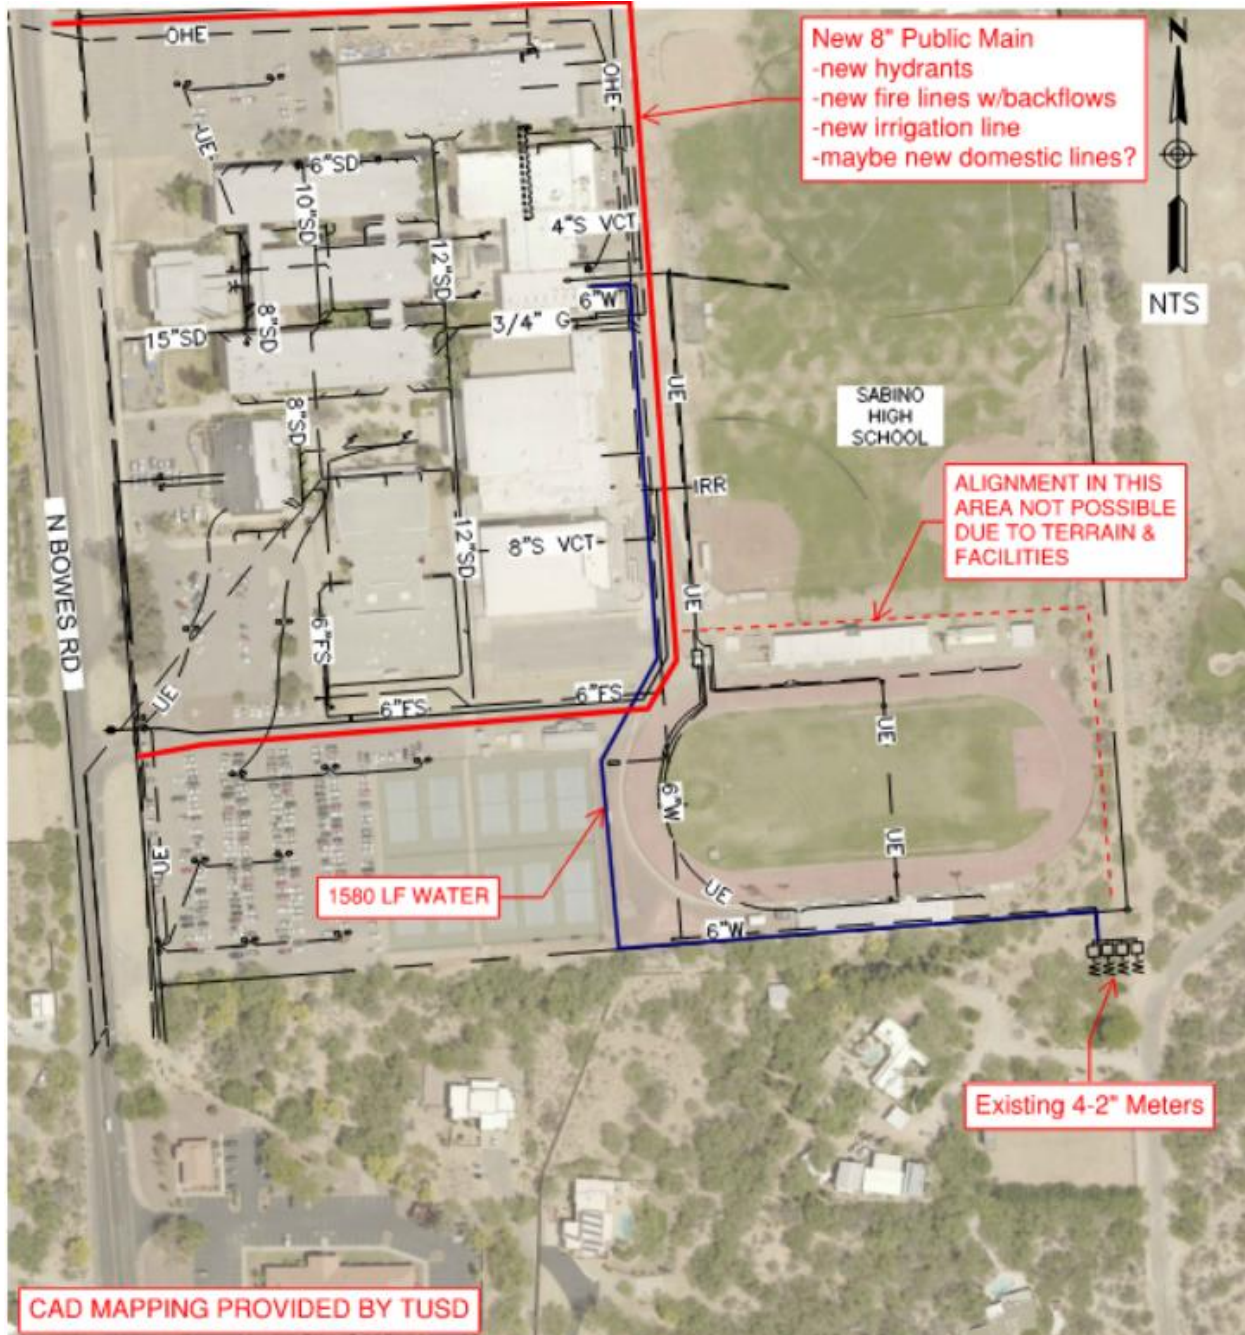 OHE
OHE
New 8" Public Main
-new hydrants
-new fire lines w/backflows
-new irrigation line
-maybe new domestic lines?
N
NTS
UE
6"SD
10"SD
4"S VCT
12"SD
6"W
8"SD
3/4" G
15"SD
UE
SABINO
HIGH
SCHOOL
8"SD
IRR
ALIGNMENT IN THIS
AREA NOT POSSIBLE
DUE TO TERRAIN &
FACILITIES
N BOWES RD
12"SD
8"S VCT
UE
6"FS
UE
6"FS
6"FS
UE
6"W
UE
UE
UE
1580 LF WATER
6"W
W
W
W
W
Existing 4-2" Meters
CAD MAPPING PROVIDED BY TUSD